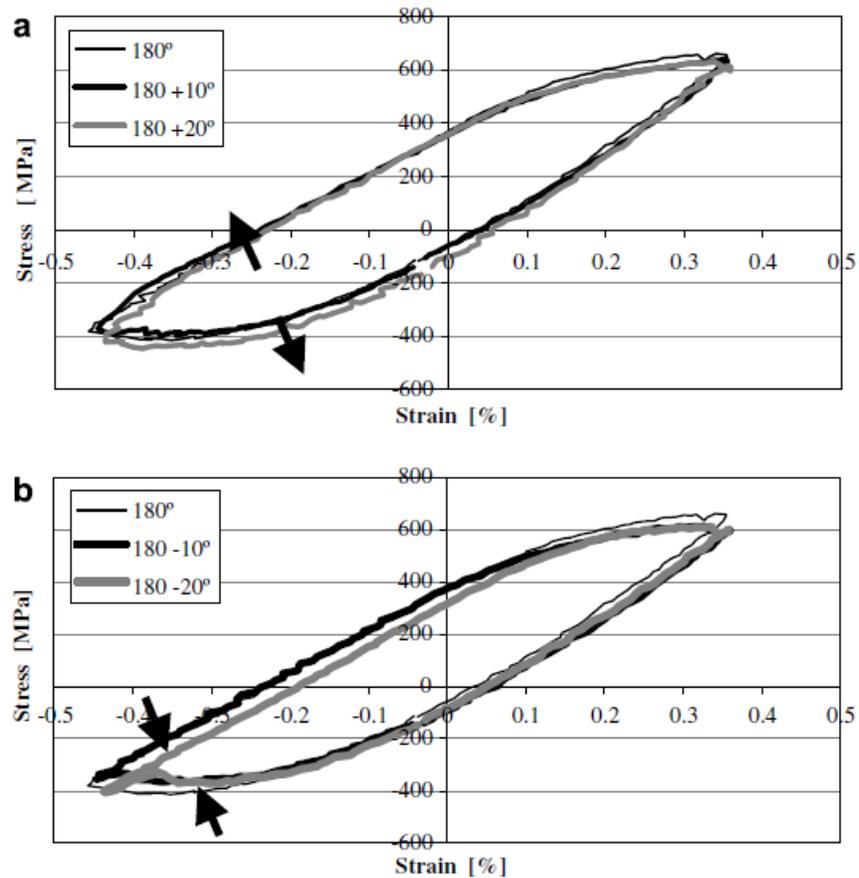 a
800
180º
180 +10º
180 +20º
600
400
200
0
-0.5 -0.4 -0.3 -0.2 -0.1 0 0.1 0.2 0.3 0.4 0.5
-200
-400
-600
Stress [MPa]
Strain [%]
b
800
180º
180 -10º
180 -20º
600
400
200
0
-0.5 -0.4 -0.3 -0.2 -0.1 0 0.1 0.2 0.3 0.4 0.5
-200
-400
-600
Stress [MPa]
Strain [%]